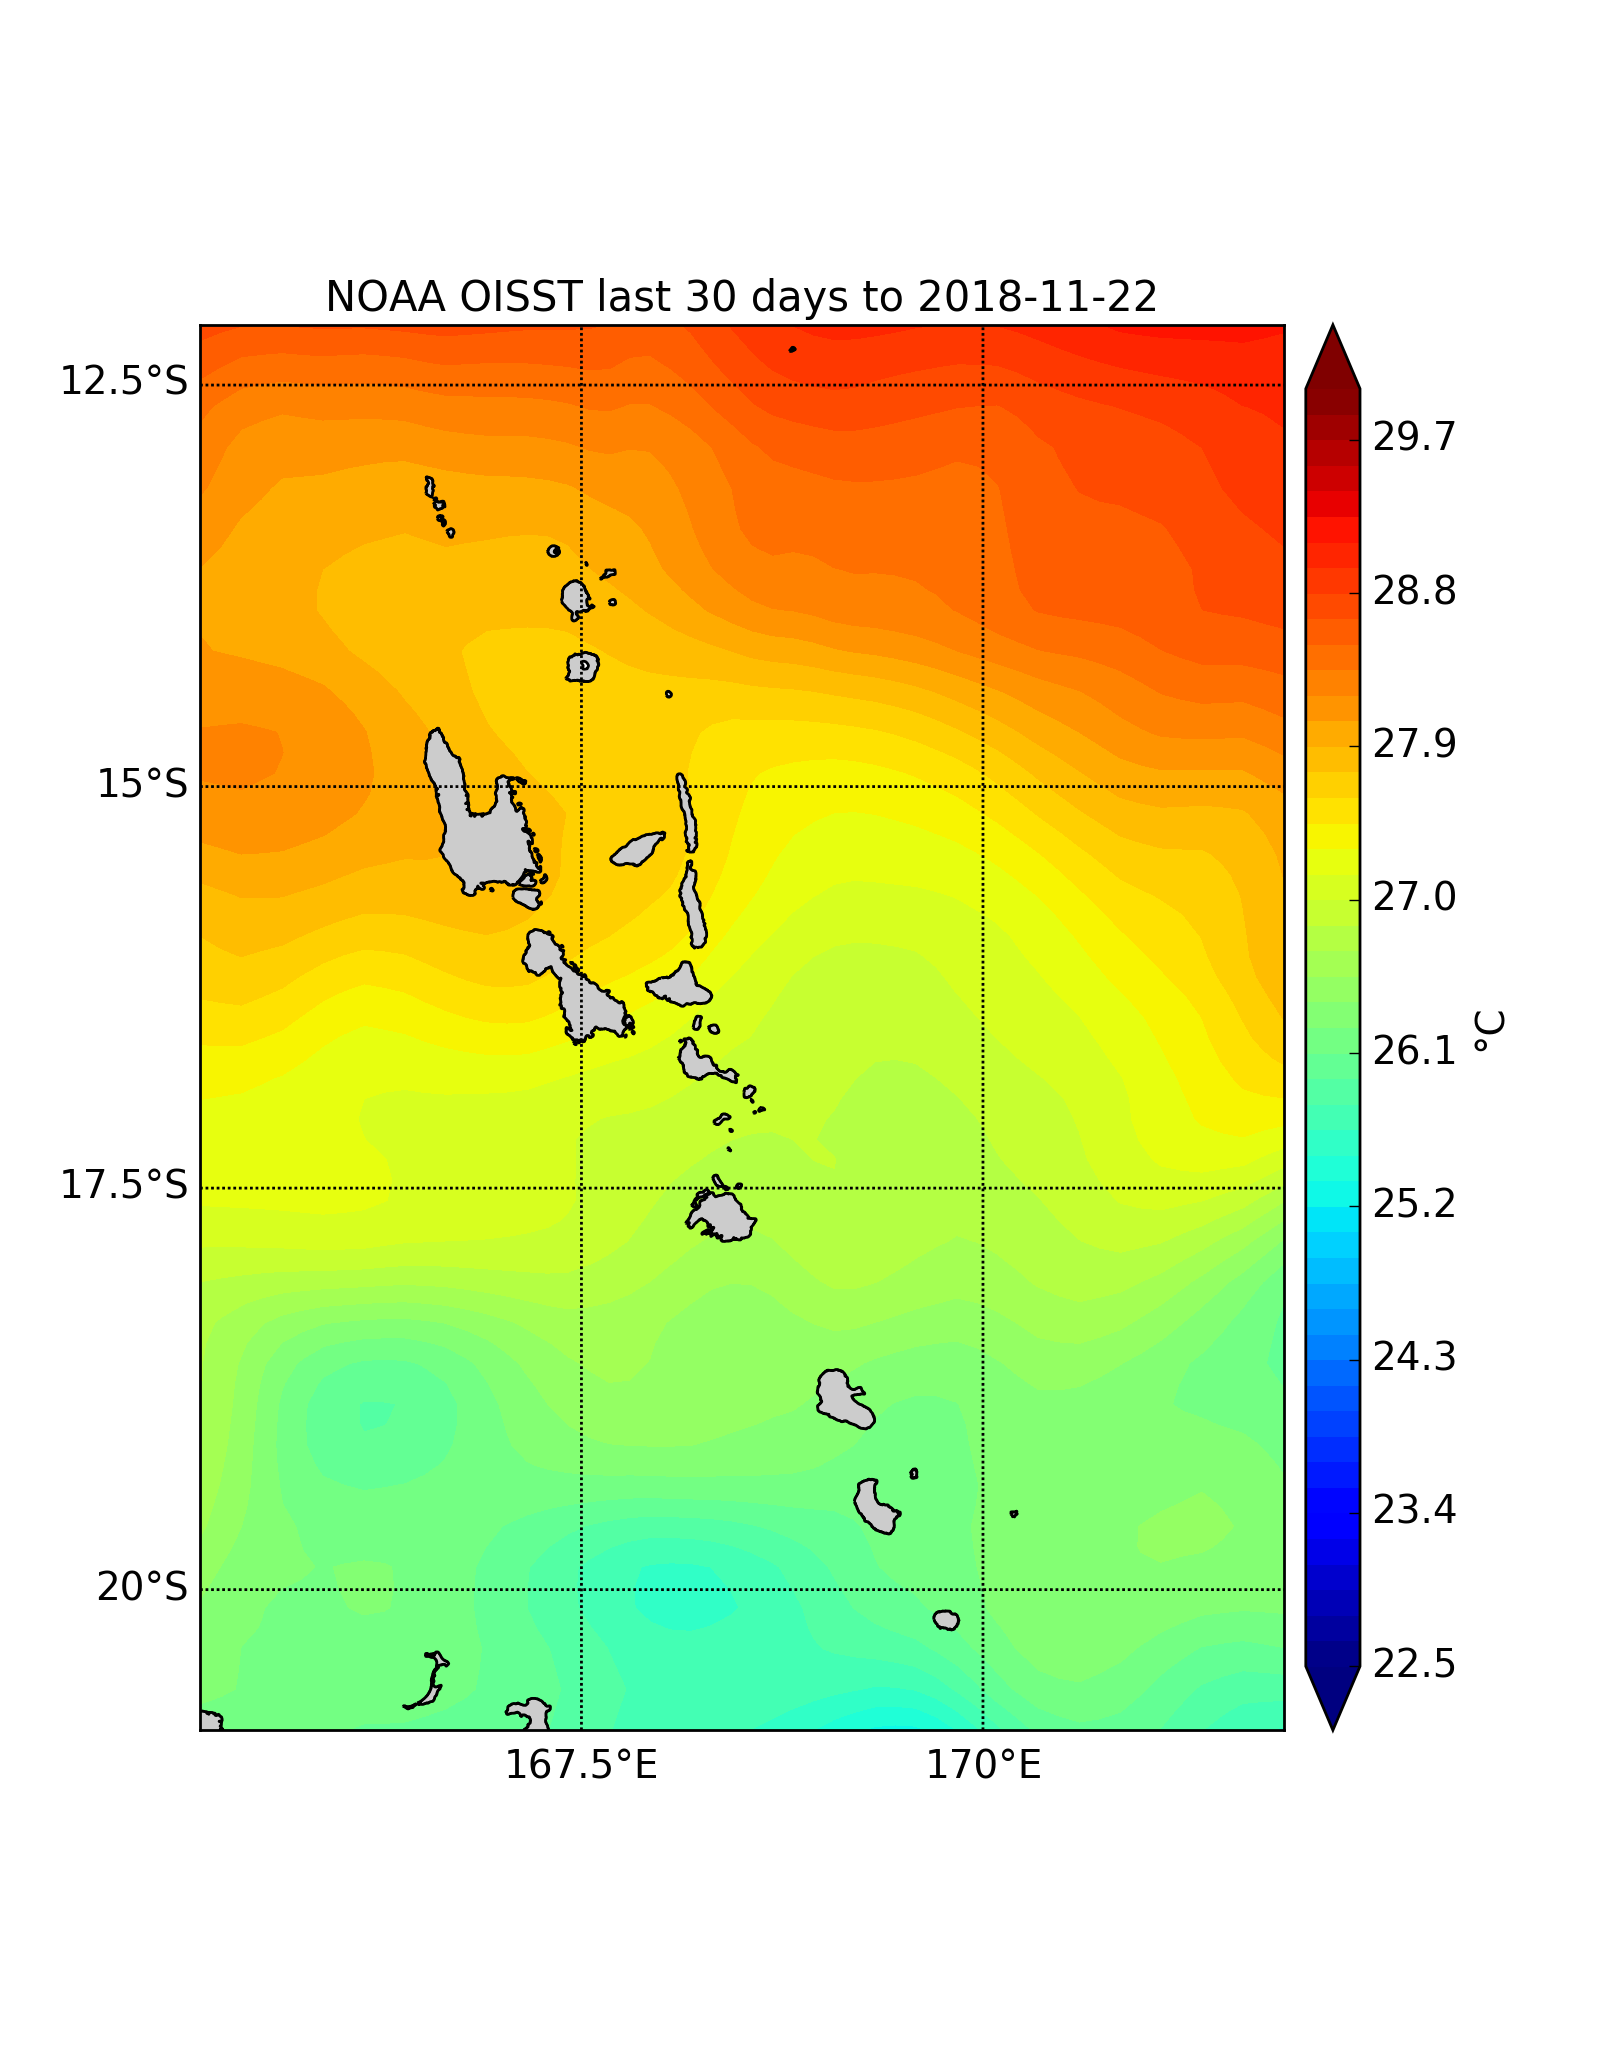 NOAA OISST last 30 days to 2018-11-22
12.5°S
15°S
17.5°S
20°S
167.5°E
170°E
29.7
28.8
27.9
27.0
26.1
25.2
24.3
23.4
22.5
°C